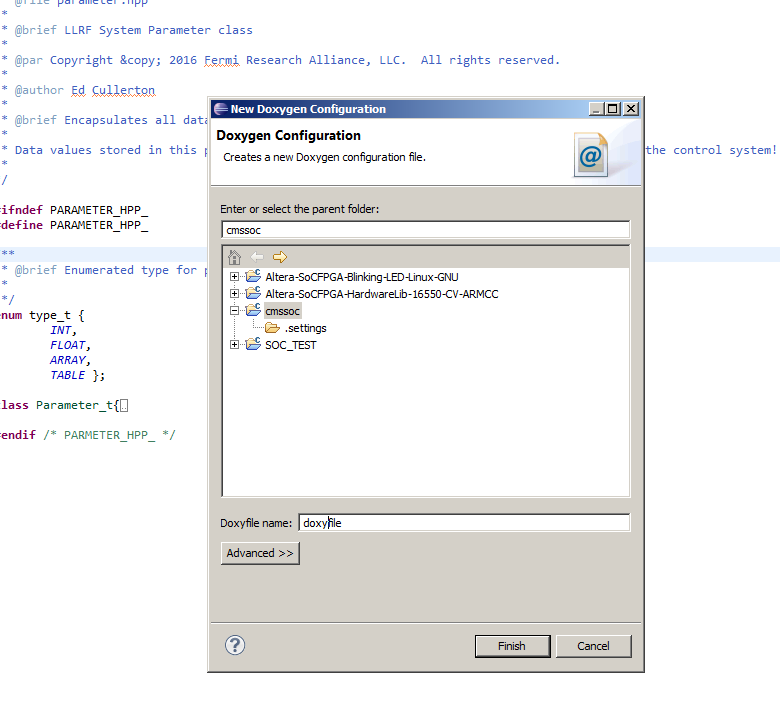 * @file parameter.hpp
*
* @brief LLRF System Parameter class
*
* @par Copyright &copy; 2016 Fermi Research Alliance, LLC.  All rights reserved.
*
* @author Ed Cullerton
*
* @brief Encapsulates all data
*
* Data values stored in this p
the control system!
*
/
#ifndef PARAMETER_HPP_
#define PARAMETER_HPP_
**
* @brief Enumerated type for p
*
*/
enum type_t {
INT,
FLOAT,
ARRAY,
TABLE };
class Parameter_t{
#endif /* PARMETER_HPP_ */
New Doxygen Configuration
Doxygen Configuration
Creates a new Doxygen configuration file.
@
Enter or select the parent folder:
cmssoc
Altera-SoCFPGA-Blinking-LED-Linux-GNU
Altera-SoCFPGA-HardwareLib-16550-CV-ARMCC
cmssoc
.settings
SOC_TEST
Doxyfile name: doxyfile
Advanced >>
?
Finish
Cancel